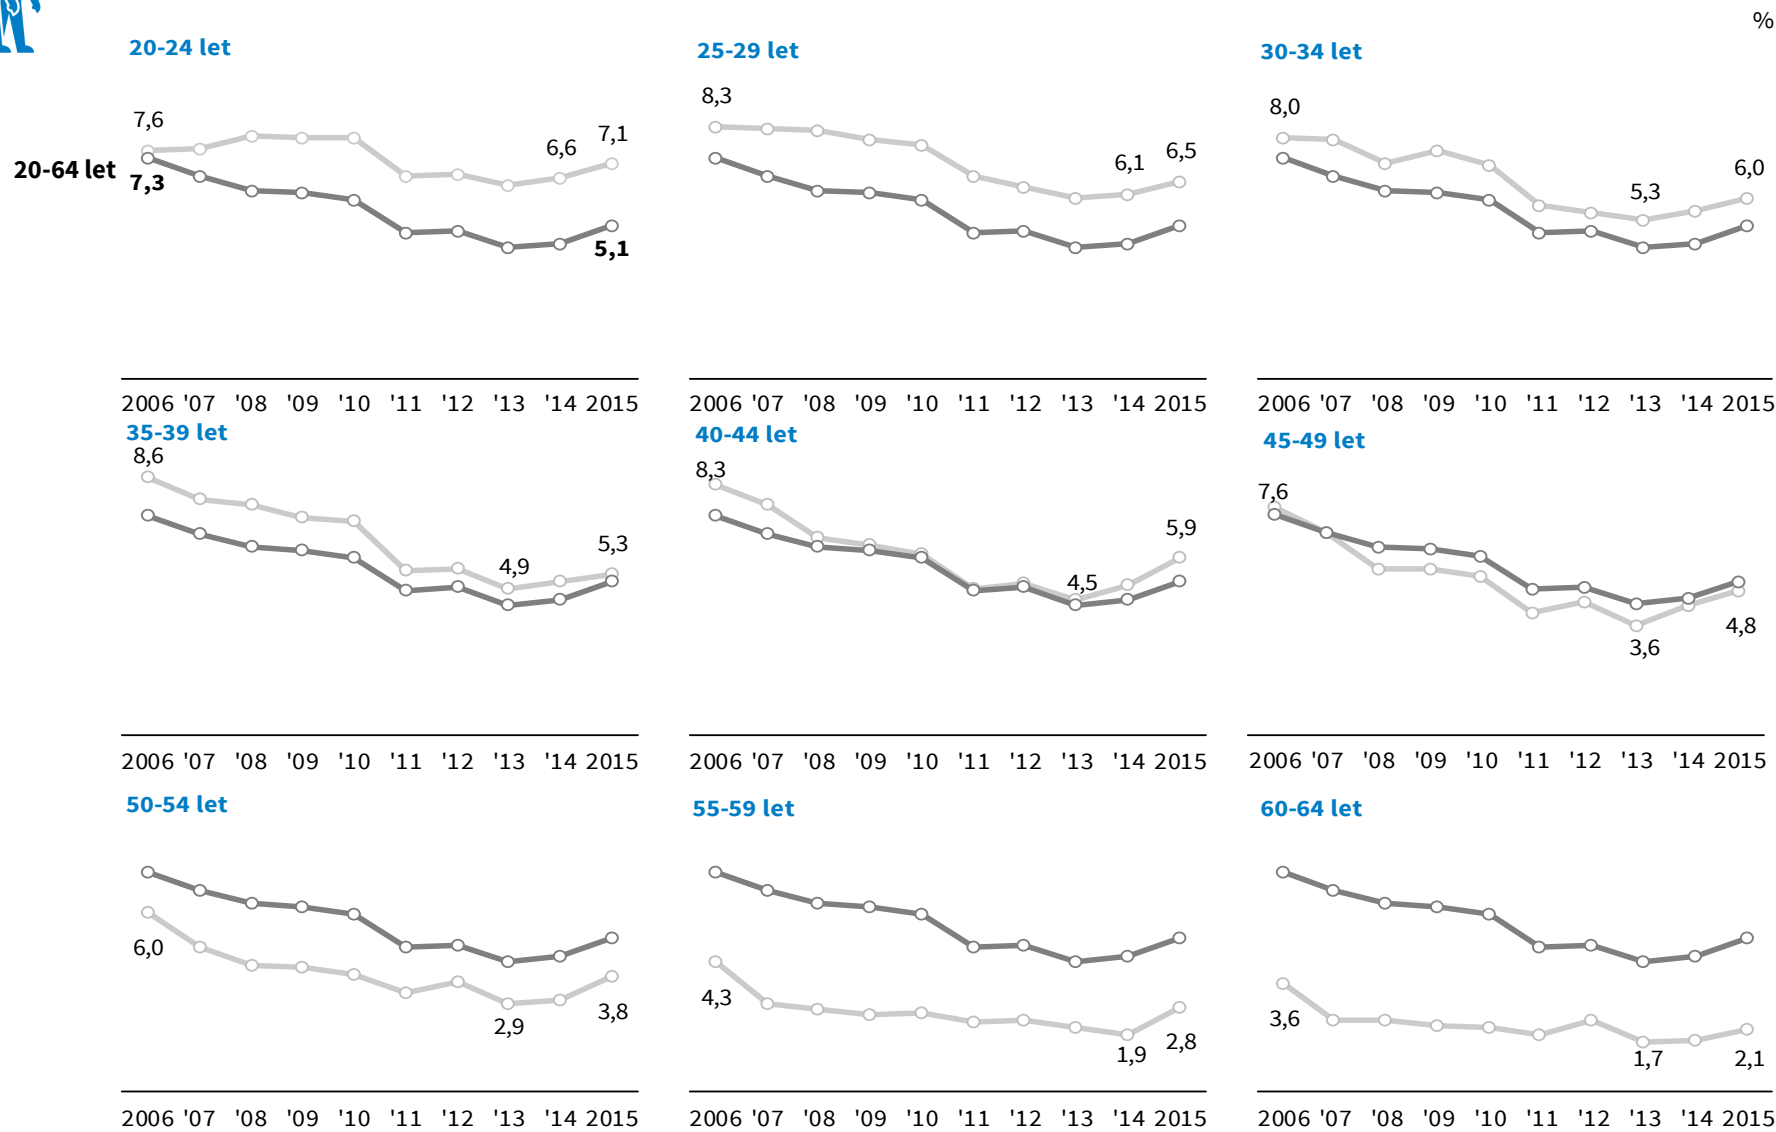 %
20-24 let
25-29 let
30-34 let
7,6
6,6
7,1
20-64 let
7,3
5,1
8,3
6,1
6,5
8,0
5,3
6,0
2006 '07 '08 '09 '10 '11 '12 '13 '14 2015
2006 '07 '08 '09 '10 '11 '12 '13 '14 2015
2006 '07 '08 '09 '10 '11 '12 '13 '14 2015
35-39 let
40-44 let
45-49 let
8,6
4,9
5,3
8,3
4,5
5,9
7,6
3,6
4,8
2006 '07 '08 '09 '10 '11 '12 '13 '14 2015
2006 '07 '08 '09 '10 '11 '12 '13 '14 2015
2006 '07 '08 '09 '10 '11 '12 '13 '14 2015
50-54 let
55-59 let
60-64 let
6,0
2,9
3,8
4,3
1,9
2,8
3,6
1,7
2,1
2006 '07 '08 '09 '10 '11 '12 '13 '14 2015
2006 '07 '08 '09 '10 '11 '12 '13 '14 2015
2006 '07 '08 '09 '10 '11 '12 '13 '14 2015